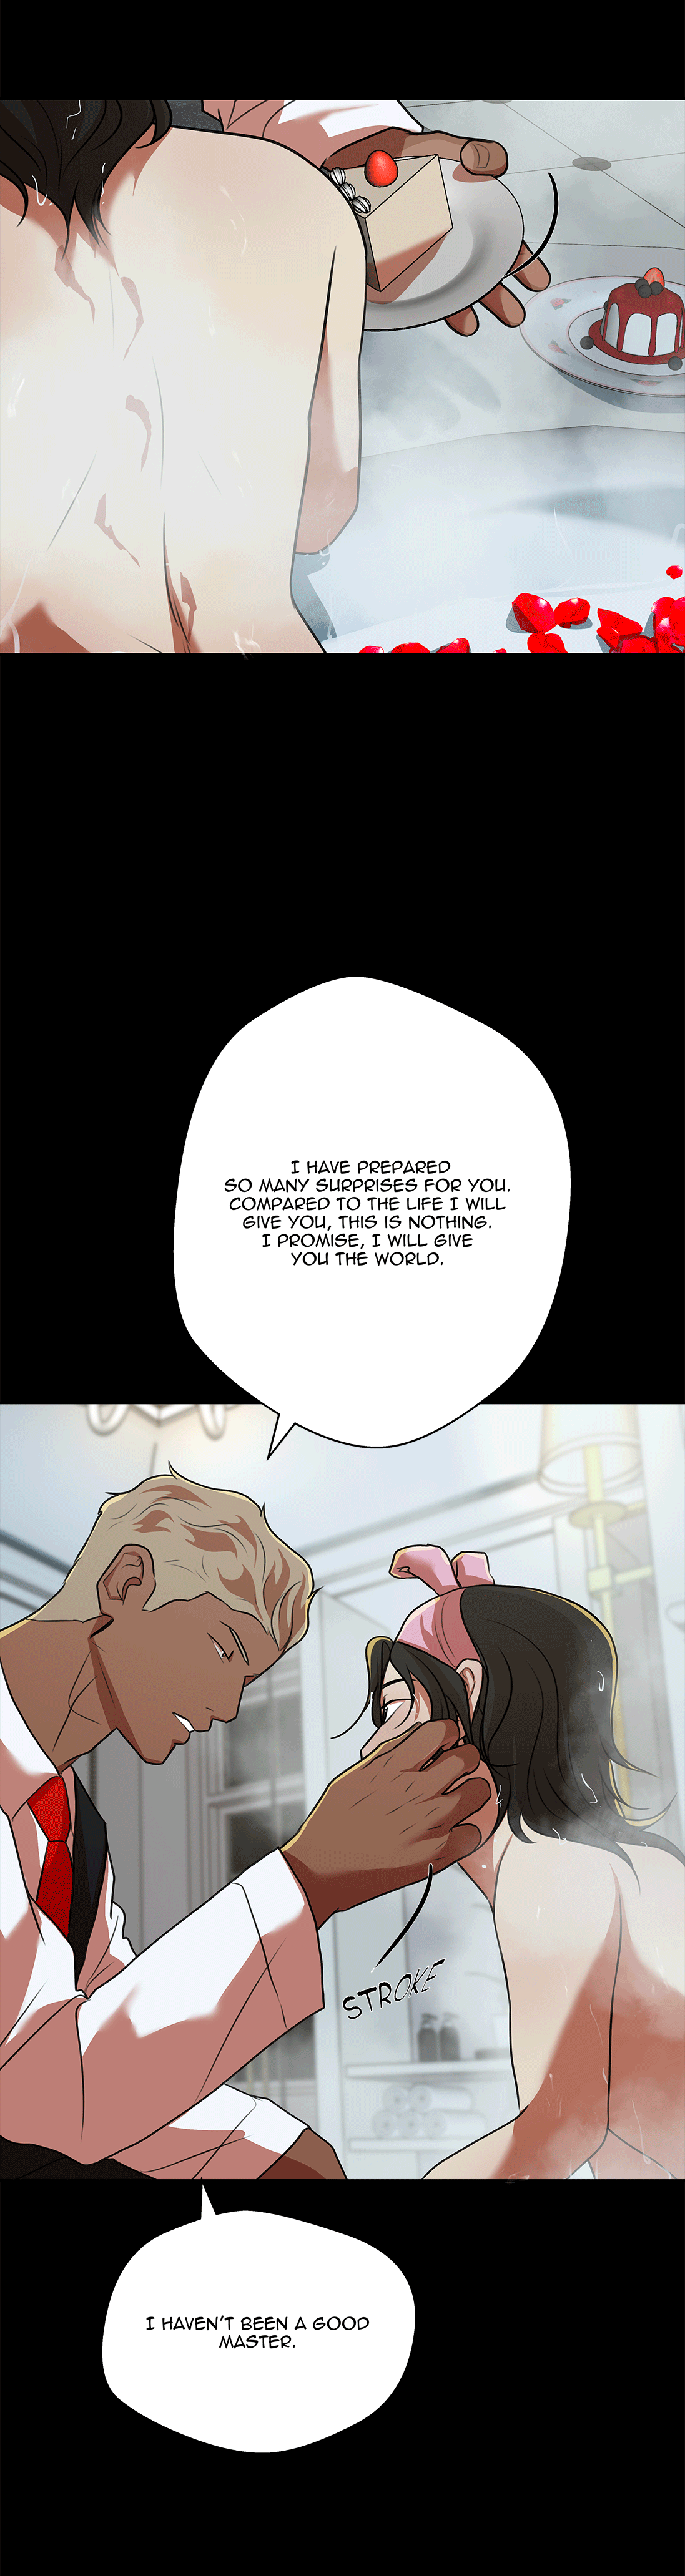 I HAVE PREPARED
SO MANY SURPRISES FOR YOU.
COMPARED TO THE LIFE I WILL
GIVE YOU, THIS IS NOTHING.
I PROMISE, I WILL GIVE
YOU THE WORLD.
STROKE
I HAVEN'T BEEN A GOOD
MASTER.